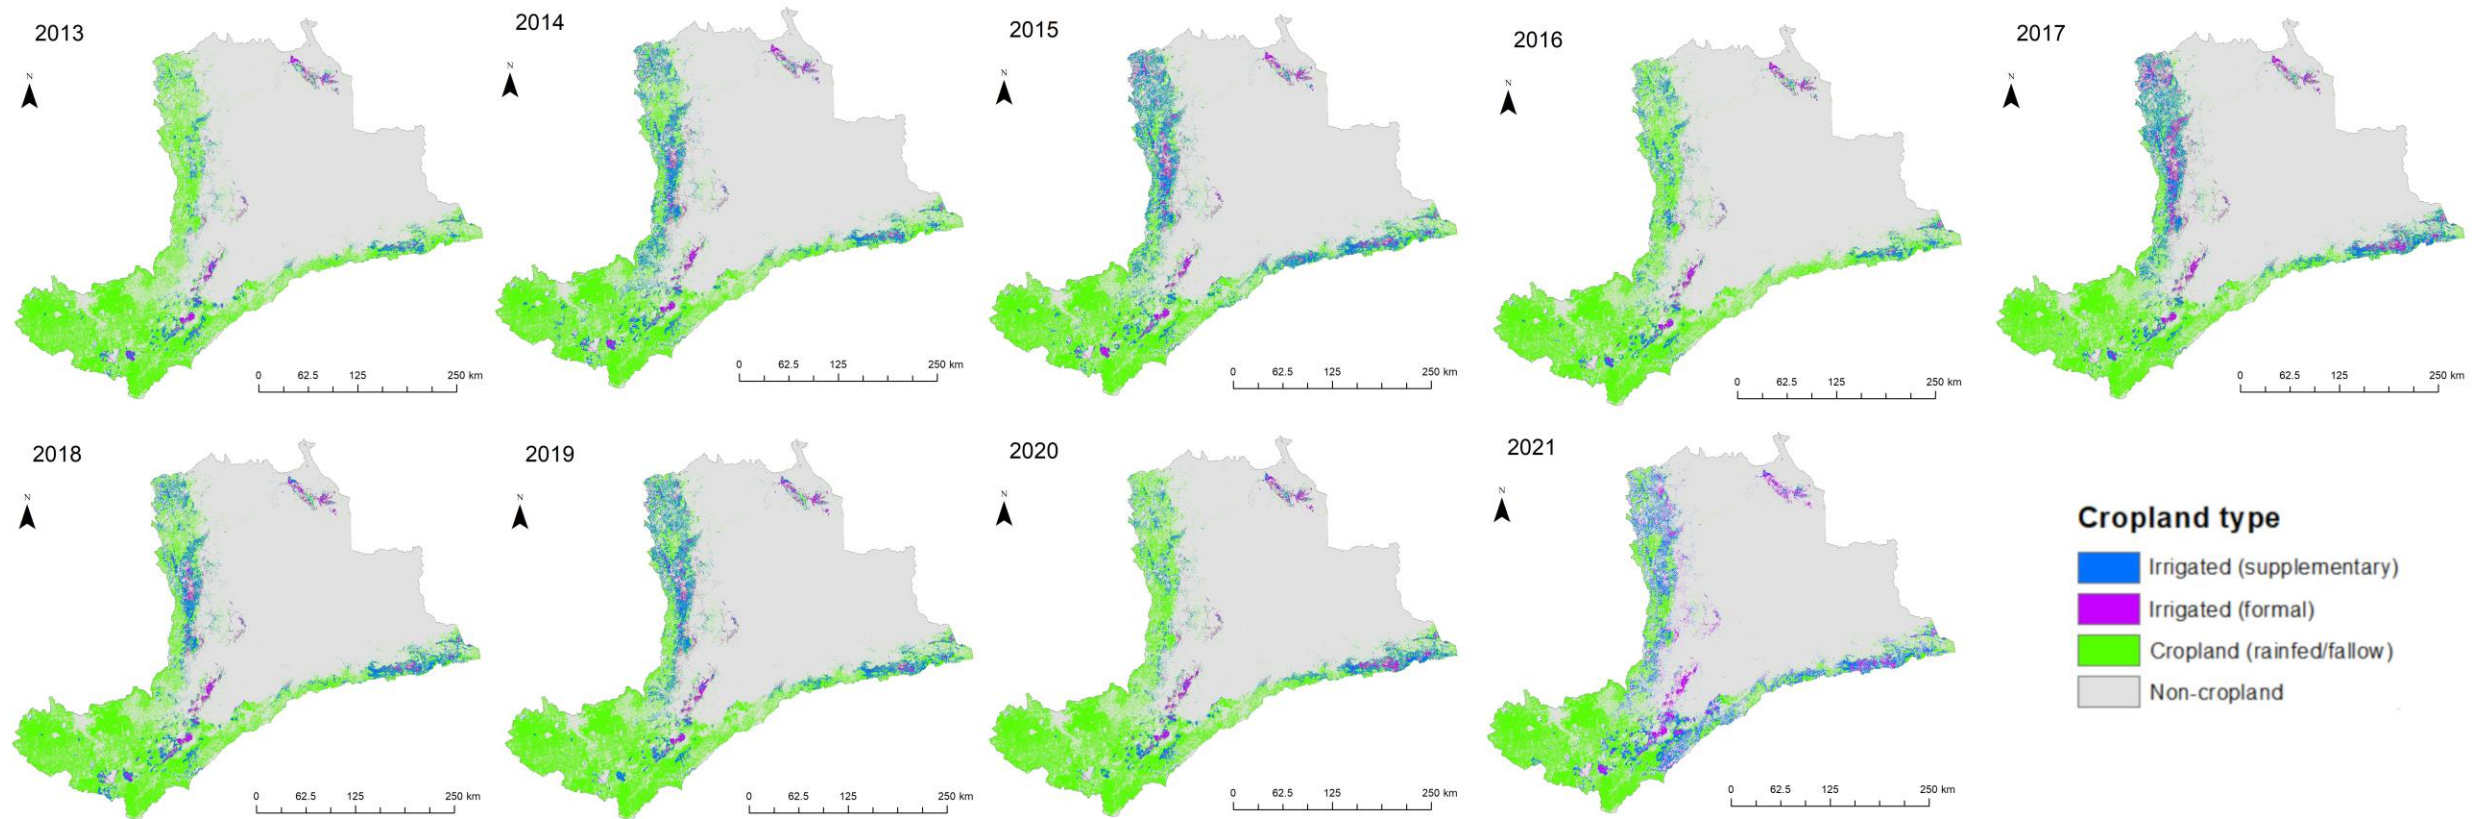 2013
N
0 62.5 125 250 km
2014
N
0 62.5 125 250 km
2015
N
0 62.5 125 250 km
2016
N
0 62.5 125 250 km
2017
N
0 62.5 125 250 km
2018
N
0 62.5 125 250 km
2019
N
0 62.5 125 250 km
2020
N
0 62.5 125 250 km
2021
N
0 62.5 125 250 km
Cropland type
Irrigated (supplementary)
Irrigated (formal)
Cropland (rainfed/fallow)
Non-cropland